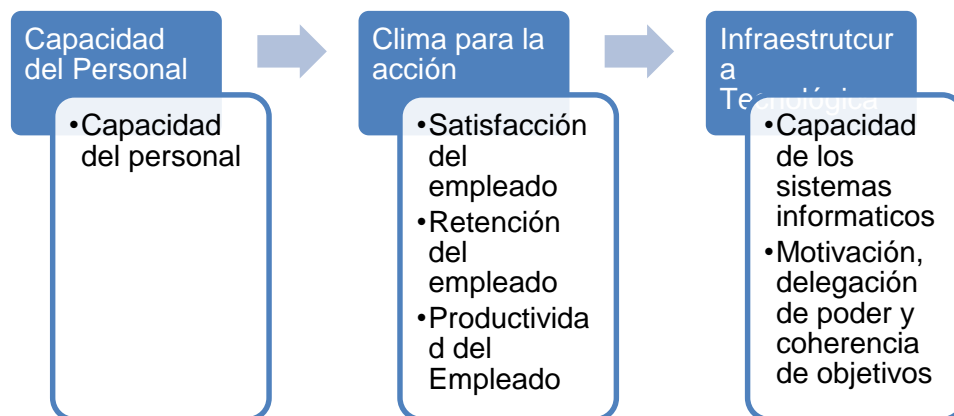 Capacidad
del Personal
•Capacidad
del personal
Clima para la
acción
•Satisfacción
del
empleado
•Retención
del
empleado
•Productivida
d del
Empleado
Infraestrutcur
a
Tecnológica
•Capacidad
de los
sistemas
informaticos
•Motivación,
delegación
de poder y
coherencia
de objetivos